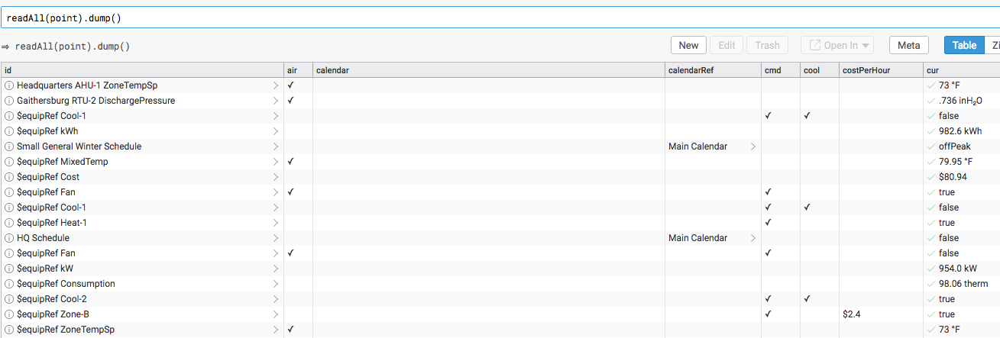 readAll(point).dump()
⇒ readAll(point).dump() New Edit Trash Open In Meta Table
id air calendar calendarRef cmd cool costPerHour cur
Headquarters AHU-1 ZoneTempSp ✓ ✓ 73 °F
Gaithersburg RTU-2 DischargePressure ✓ ✓ .736 inH₂O
$equipRef Cool-1 ✓ ✓ ✓ false
$equipRef kWh ✓ 982.6 kWh
Small General Winter Schedule Main Calendar ✓ offPeak
$equipRef MixedTemp ✓ ✓ 79.95 °F
$equipRef Cost ✓ $80.94
$equipRef Fan ✓ ✓ ✓ true
$equipRef Cool-1 ✓ ✓ ✓ false
$equipRef Heat-1 ✓ ✓ true
HQ Schedule Main Calendar ✓ false
$equipRef Fan ✓ ✓ ✓ false
$equipRef kW ✓ 954.0 kW
$equipRef Consumption ✓ 98.06 therm
$equipRef Cool-2 ✓ ✓ ✓ true
$equipRef Zone-B ✓ $2.4 ✓ true
$equipRef ZoneTempSp ✓ ✓ 73 °F